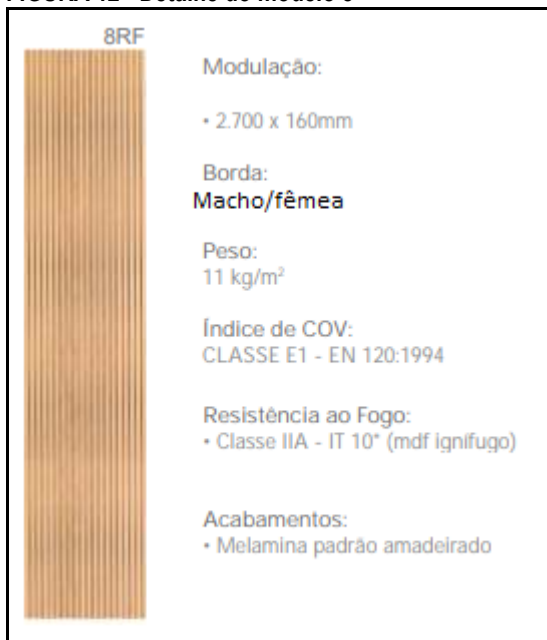 8RF
Modulação:
• 2.700 x 160mm
Borda:
Macho/fêmea
Peso:
11 kg/m²
Índice de COV:
CLASSE E1 - EN 120:1994
Resistência ao Fogo:
• Classe IIA - IT 10* (mdf ignífugo)
Acabamentos:
• Melamina padrão amadeirado